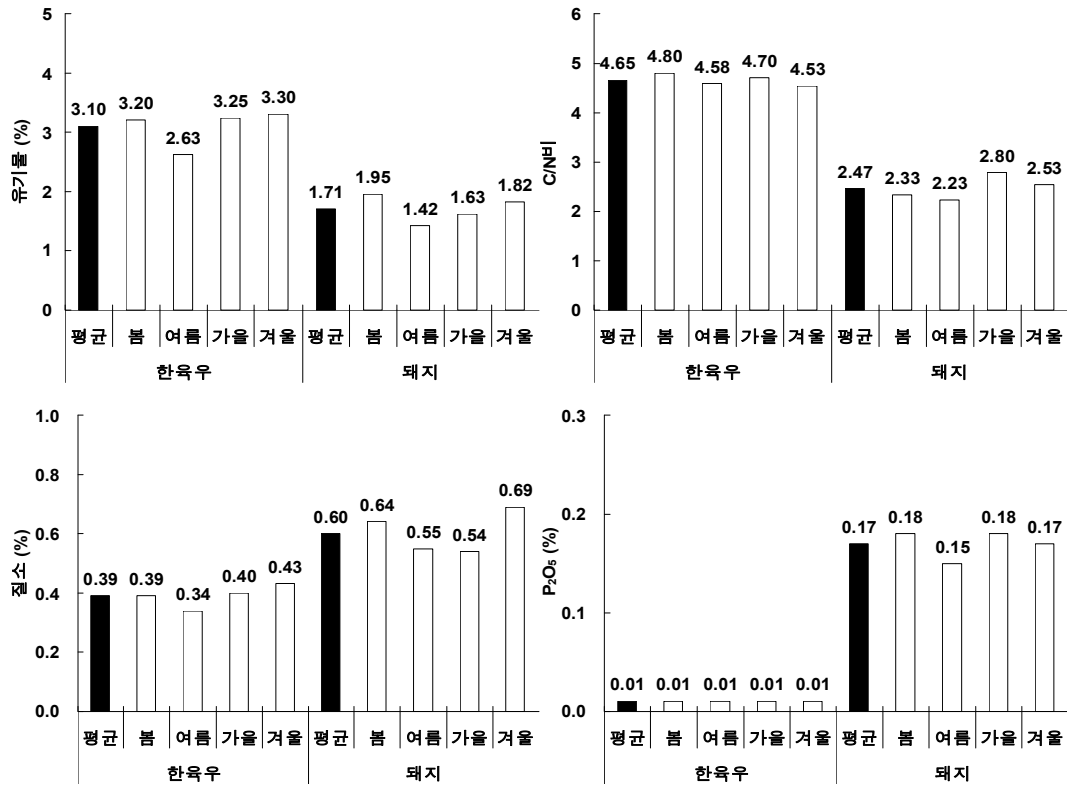 유기물 (%)
5
4
3
2
1
0
3.10 3.20 2.63 3.25 3.30 1.71 1.95 1.42 1.63 1.82
평균 봄 여름 가을 겨울 평균 봄 여름 가을 겨울
한육우 돼지
C/N비
6
5
4
3
2
1
0
4.65 4.80 4.58 4.70 4.53 2.47 2.33 2.23 2.80 2.53
평균 봄 여름 가을 겨울 평균 봄 여름 가을 겨울
한육우 돼지
질소 (%)
1.0
0.8
0.6
0.4
0.2
0.0
0.39 0.39 0.34 0.40 0.43 0.60 0.64 0.55 0.54 0.69
평균 봄 여름 가을 겨울 평균 봄 여름 가을 겨울
한육우 돼지
P₂O₅ (%)
0.3
0.2
0.1
0.0
0.01 0.01 0.01 0.01 0.01 0.17 0.18 0.15 0.18 0.17
평균 봄 여름 가을 겨울 평균 봄 여름 가을 겨울
한육우 돼지